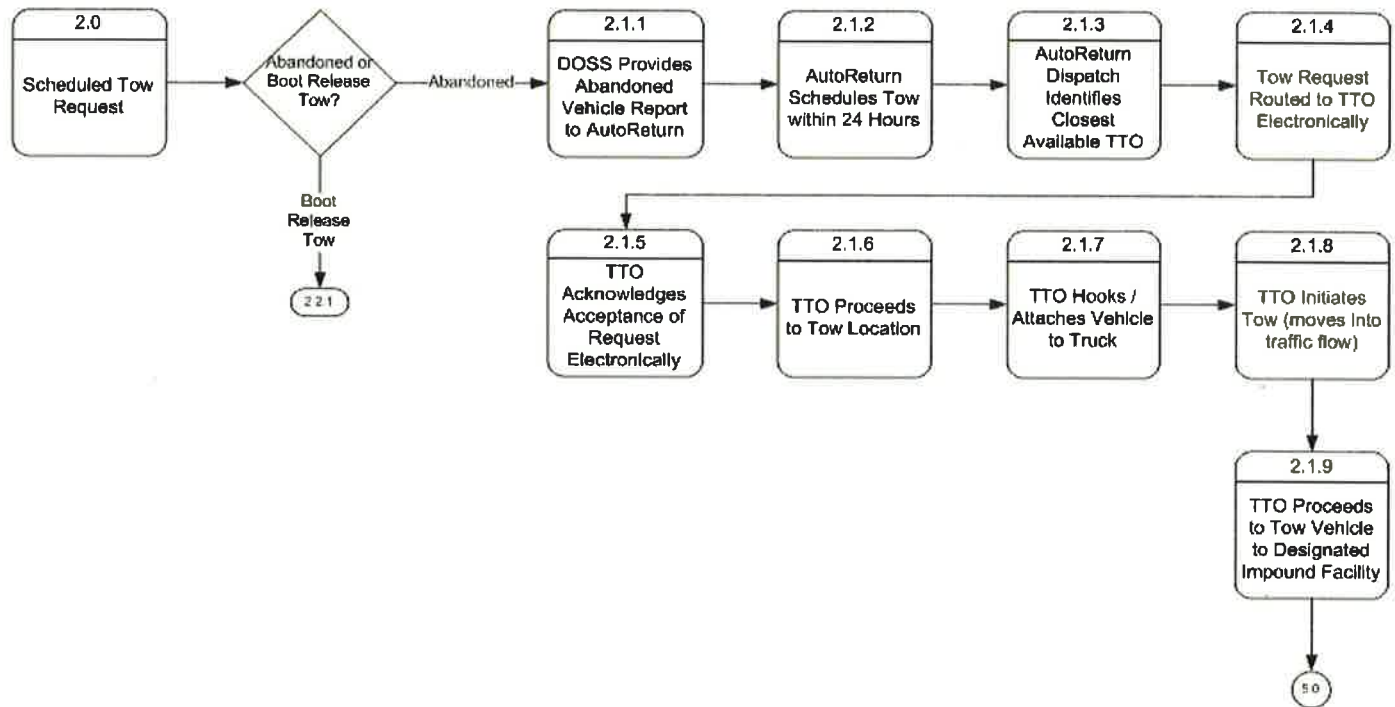 2.0
Scheduled Tow
Request
Abandoned or
Boot Release
Tow?
Abandoned
Boot
Release
Tow
2 2 1
2.1.1
DOSS Provides
Abandoned
Vehicle Report
to AutoReturn
2.1.2
AutoReturn
Schedules Tow
within 24 Hours
2.1.3
AutoReturn
Dispatch
Identifies
Closest
Available TTO
2.1.4
Tow Request
Routed to TTO
Electronically
2.1.5
TTO
Acknowledges
Acceptance of
Request
Electronically
2.1.6
TTO Proceeds
to Tow Location
2.1.7
TTO Hooks /
Attaches Vehicle
to Truck
2.1.8
TTO Initiates
Tow (moves into
traffic flow)
2.1.9
TTO Proceeds
to Tow Vehicle
to Designated
Impound Facility
5 0